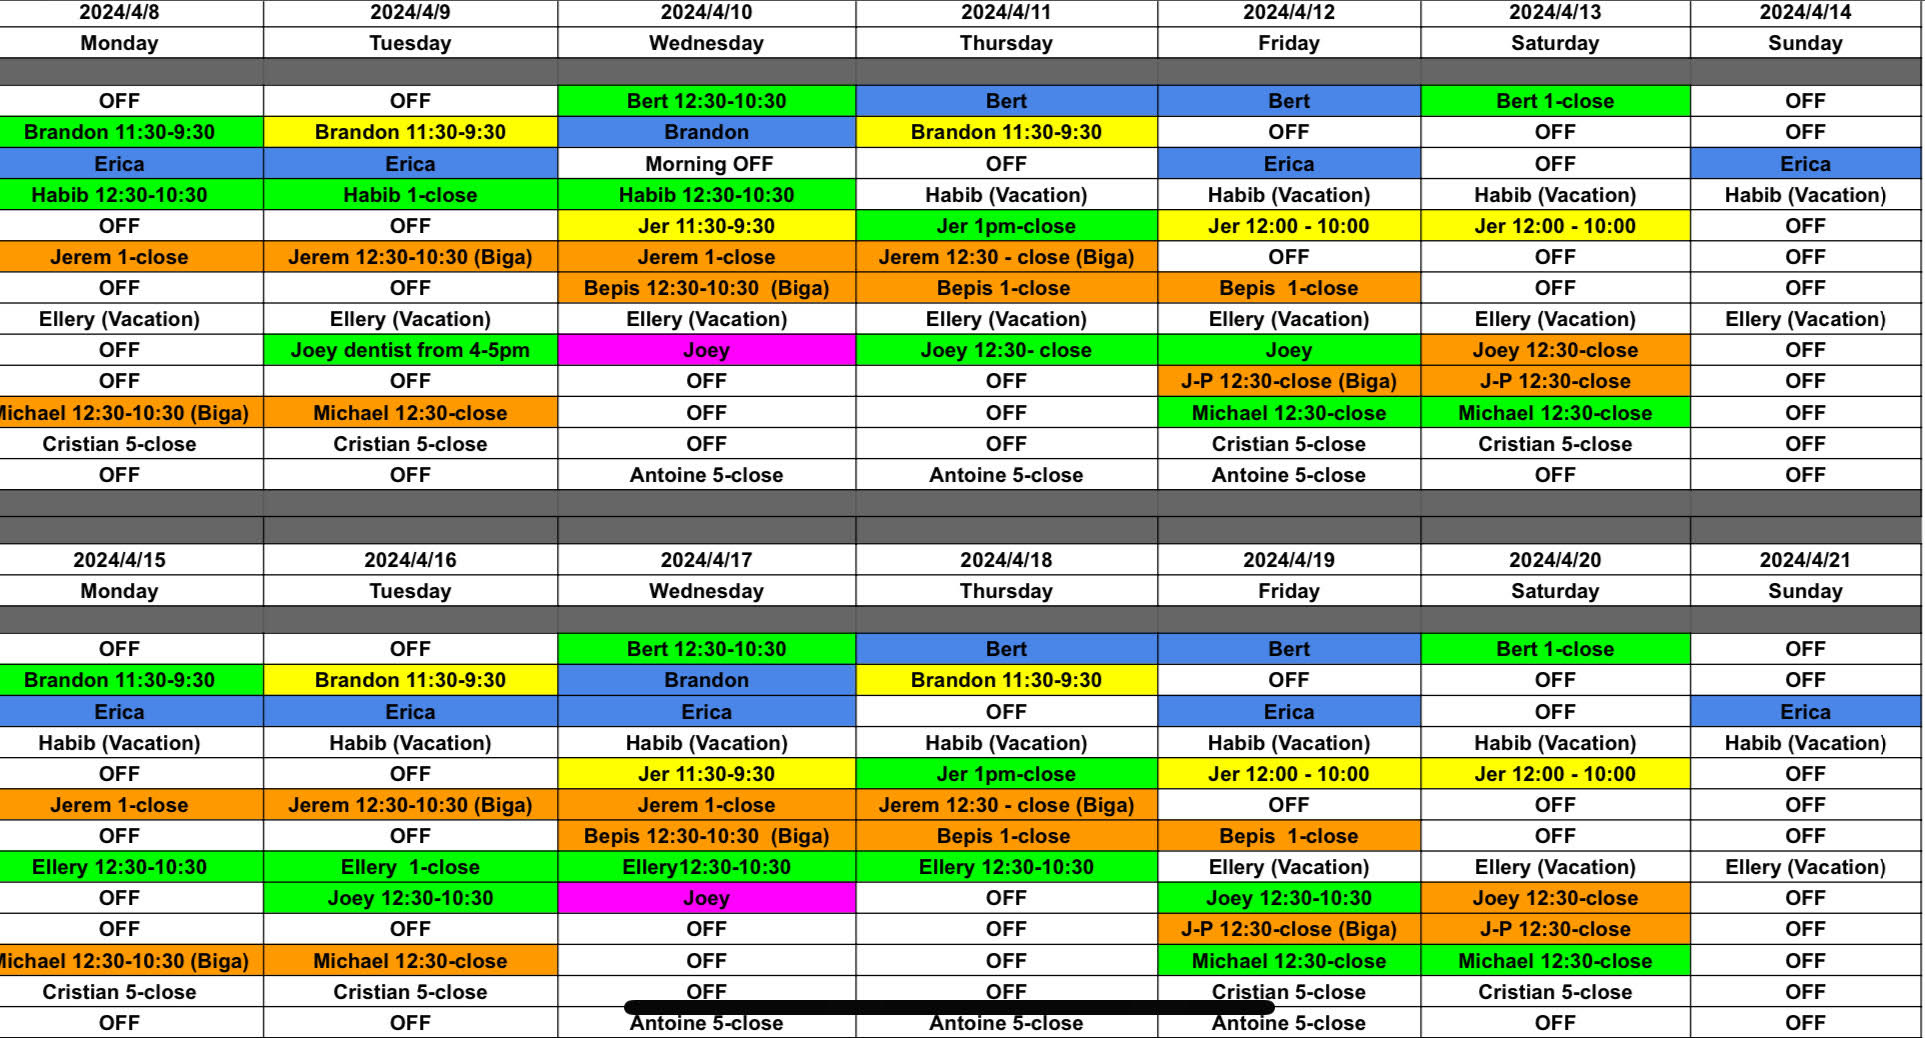 2024/4/8 2024/4/9 2024/4/10 2024/4/11 2024/4/12 2024/4/13 2024/4/14
Monday Tuesday Wednesday Thursday Friday Saturday Sunday
OFF OFF Bert 12:30-10:30 Bert Bert Bert 1-close OFF
Brandon 11:30-9:30 Brandon 11:30-9:30 Brandon Brandon 11:30-9:30 OFF OFF OFF
Erica Erica Morning OFF OFF Erica OFF Erica
Habib 12:30-10:30 Habib 1-close Habib 12:30-10:30 Habib (Vacation) Habib (Vacation) Habib (Vacation) Habib (Vacation)
OFF OFF Jer 11:30-9:30 Jer 1pm-close Jer 12:00 - 10:00 Jer 12:00 - 10:00 OFF
Jerem 1-close Jerem 12:30-10:30 (Biga) Jerem 1-close Jerem 12:30 - close (Biga) OFF OFF OFF
OFF OFF Bepis 12:30-10:30 (Biga) Bepis 1-close Bepis 1-close OFF OFF
Ellery (Vacation) Ellery (Vacation) Ellery (Vacation) Ellery (Vacation) Ellery (Vacation) Ellery (Vacation) Ellery (Vacation)
OFF Joey dentist from 4-5pm Joey Joey 12:30- close Joey Joey 12:30-close OFF
OFF OFF OFF OFF J-P 12:30-close (Biga) J-P 12:30-close OFF
Michael 12:30-10:30 (Biga) Michael 12:30-close OFF OFF Michael 12:30-close Michael 12:30-close OFF
Cristian 5-close Cristian 5-close OFF OFF Cristian 5-close Cristian 5-close OFF
OFF OFF Antoine 5-close Antoine 5-close Antoine 5-close OFF OFF
2024/4/15 2024/4/16 2024/4/17 2024/4/18 2024/4/19 2024/4/20 2024/4/21
Monday Tuesday Wednesday Thursday Friday Saturday Sunday
OFF OFF Bert 12:30-10:30 Bert Bert Bert 1-close OFF
Brandon 11:30-9:30 Brandon 11:30-9:30 Brandon Brandon 11:30-9:30 OFF OFF OFF
Erica Erica Erica OFF Erica OFF Erica
Habib (Vacation) Habib (Vacation) Habib (Vacation) Habib (Vacation) Habib (Vacation) Habib (Vacation) Habib (Vacation)
OFF OFF Jer 11:30-9:30 Jer 1pm-close Jer 12:00 - 10:00 Jer 12:00 - 10:00 OFF
Jerem 1-close Jerem 12:30-10:30 (Biga) Jerem 1-close Jerem 12:30 - close (Biga) OFF OFF OFF
OFF OFF Bepis 12:30-10:30 (Biga) Bepis 1-close Bepis 1-close OFF OFF
Ellery 12:30-10:30 Ellery 1-close Ellery12:30-10:30 Ellery 12:30-10:30 Ellery (Vacation) Ellery (Vacation) Ellery (Vacation)
OFF Joey 12:30-10:30 Joey OFF Joey 12:30-10:30 Joey 12:30-close OFF
OFF OFF OFF OFF J-P 12:30-close (Biga) J-P 12:30-close OFF
Michael 12:30-10:30 (Biga) Michael 12:30-close OFF OFF Michael 12:30-close Michael 12:30-close OFF
Cristian 5-close Cristian 5-close OFF OFF Cristian 5-close Cristian 5-close OFF
OFF OFF Antoine 5-close Antoine 5-close Antoine 5-close OFF OFF